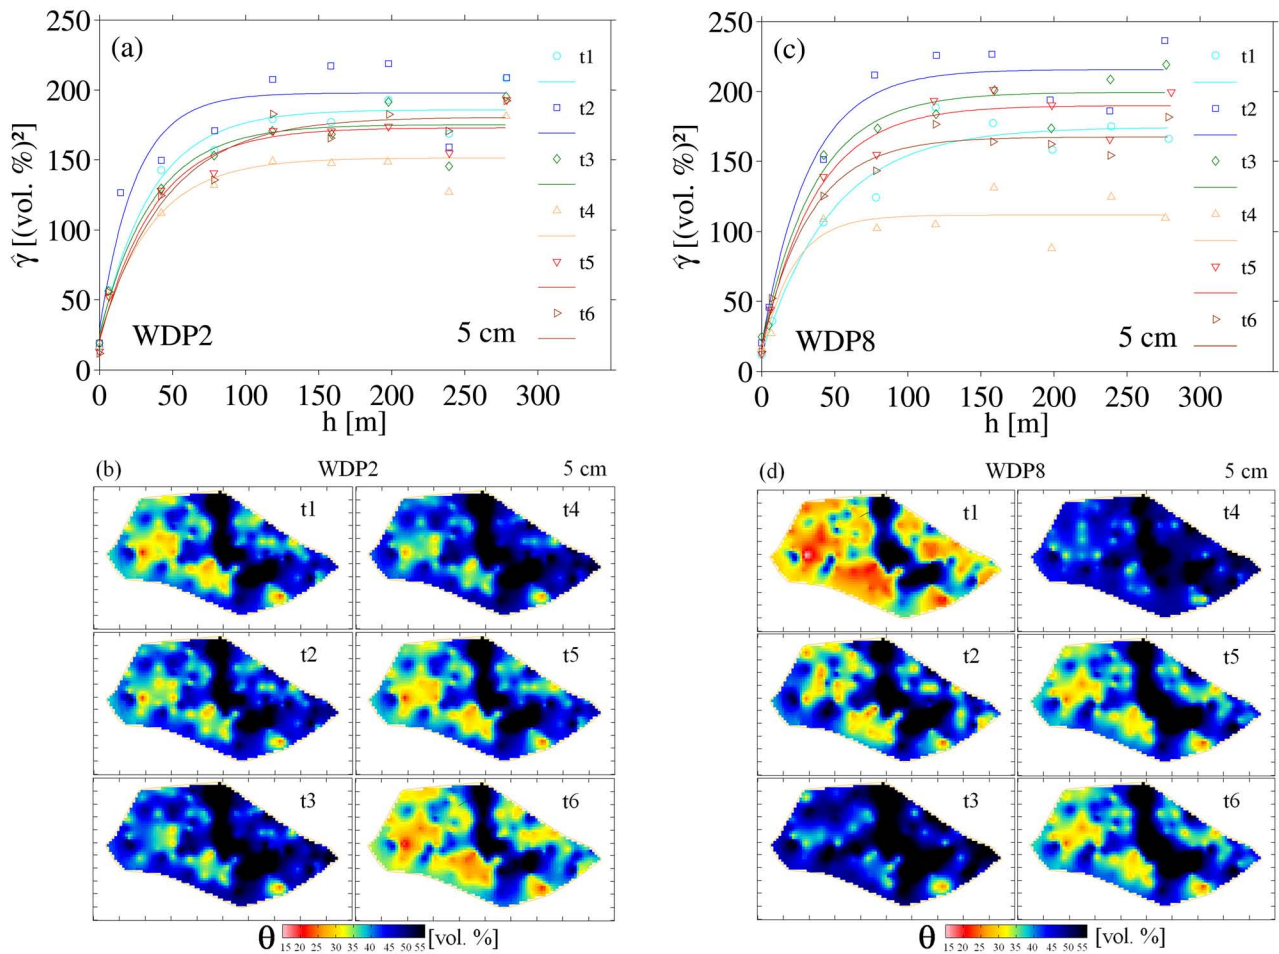 (a)
γ̂ [(vol. %)²]
250
200
150
100
50
0
0 50 100 150 200 250 300
h [m]
WDP2
5 cm
t1
t2
t3
t4
t5
t6
(c)
γ̂ [(vol. %)²]
250
200
150
100
50
0
0 50 100 150 200 250 300
h [m]
WDP8
5 cm
t1
t2
t3
t4
t5
t6
(b) WDP2 5 cm
t1 t4
t2 t5
t3 t6
θ 15 20 25 30 35 40 45 50 55 [vol. %]
(d) WDP8 5 cm
t1 t4
t2 t5
t3 t6
θ 15 20 25 30 35 40 45 50 55 [vol. %]